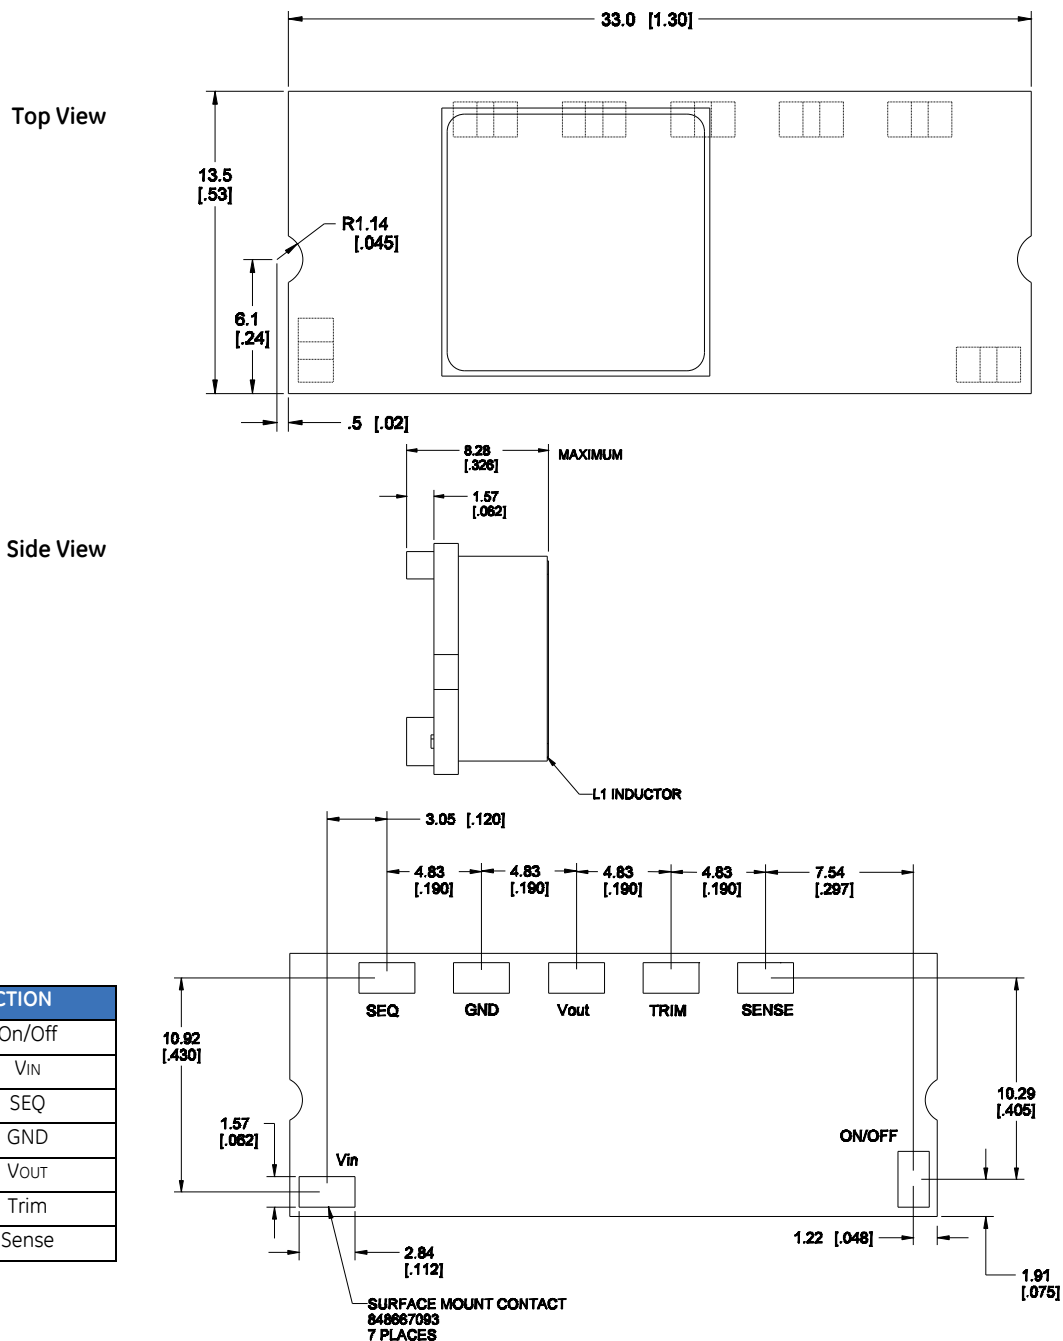 33.0 [1.30]
Top View
13.5
[.53]
R1.14
[.045]
6.1
[.24]
.5 [.02]
8.28
[.326]
MAXIMUM
1.57
[.062]
Side View
L1 INDUCTOR
3.05 [.120]
4.83
[.190]
4.83
[.190]
4.83
[.190]
4.83
[.190]
7.54
[.297]
SEQ
GND
Vout
TRIM
SENSE
10.92
[.430]
10.29
[.405]
1.57
[.062]
Vin
ON/OFF
1.22 [.048]
2.84
[.112]
1.91
[.075]
SURFACE MOUNT CONTACT
848667093
7 PLACES
CTION
On/Off
VIN
SEQ
GND
VOUT
Trim
Sense